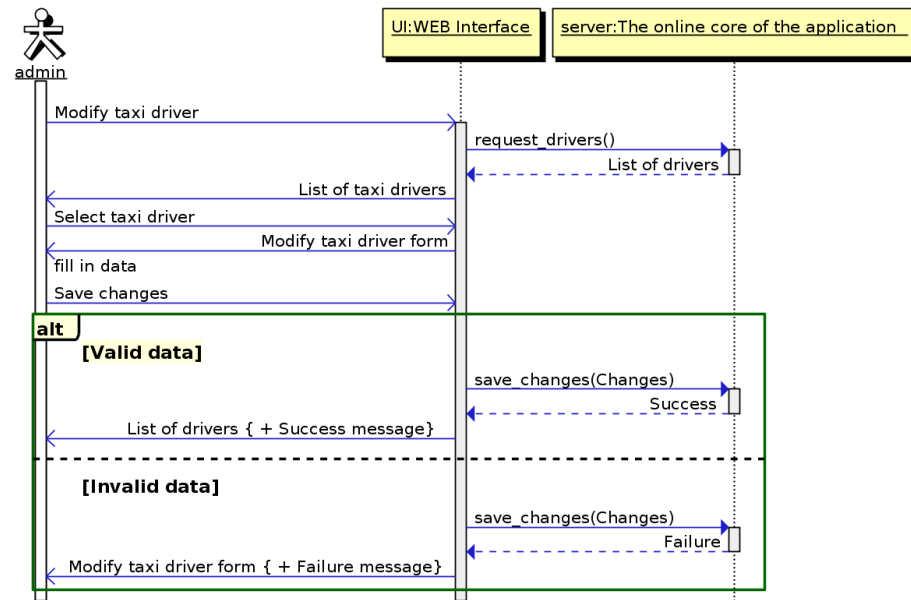 admin
UI:WEB Interface
server:The online core of the application
Modify taxi driver
request_drivers()
List of drivers
List of taxi drivers
Select taxi driver
Modify taxi driver form
fill in data
Save changes
alt
[Valid data]
save_changes(Changes)
Success
List of drivers { + Success message}
[Invalid data]
save_changes(Changes)
Failure
Modify taxi driver form { + Failure message}